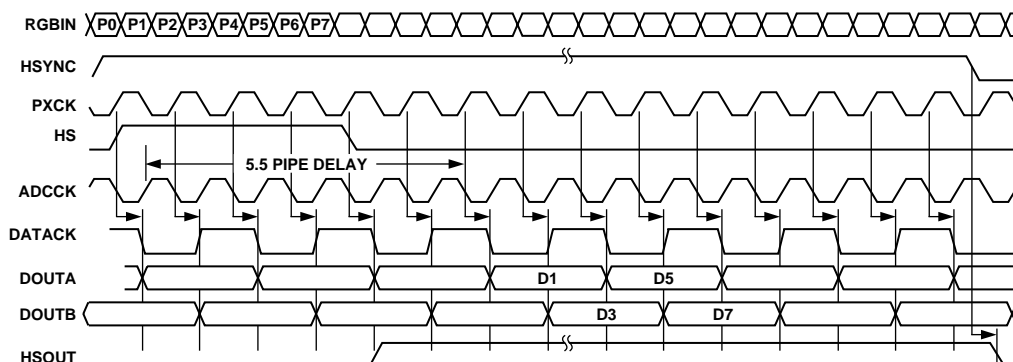 RGBIN P0 P1 P2 P3 P4 P5 P6 P7
HSYNC
PXCK
HS
5.5 PIPE DELAY
ADCCK
DATACK
DOUTA D1 D5
DOUTB D3 D7
HSOUT